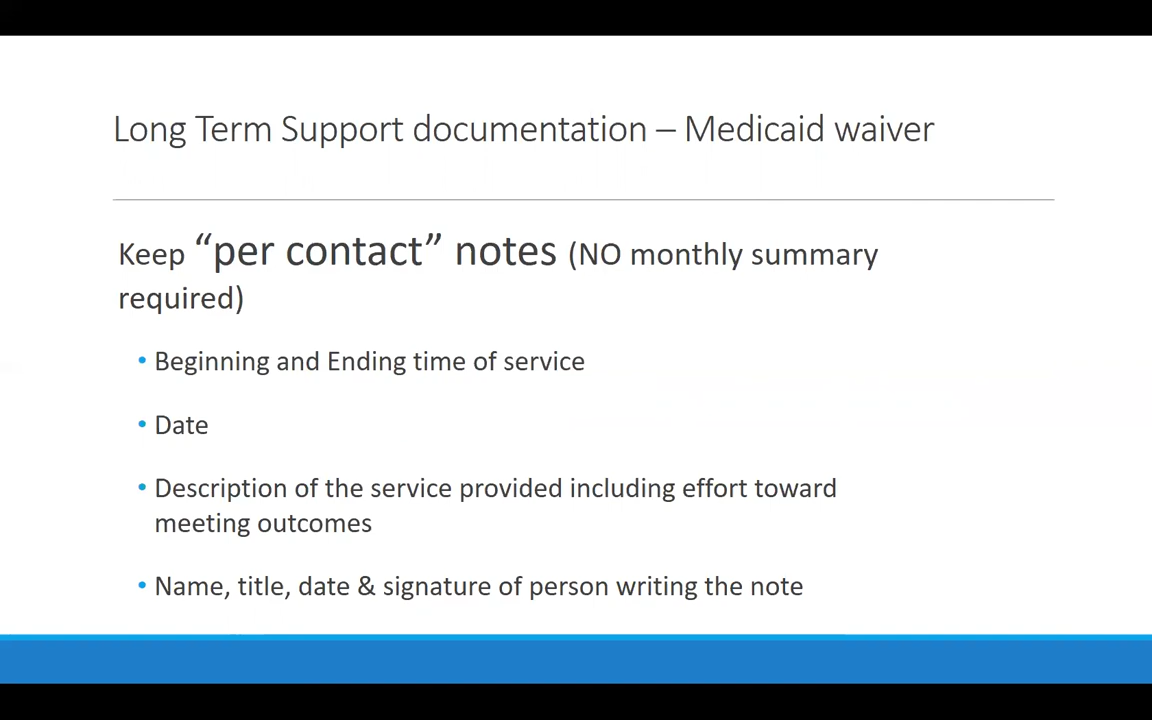 Long Term Support documentation – Medicaid waiver
Keep “per contact” notes (NO monthly summary
required)
• Beginning and Ending time of service
• Date
• Description of the service provided including effort toward
meeting outcomes
• Name, title, date & signature of person writing the note